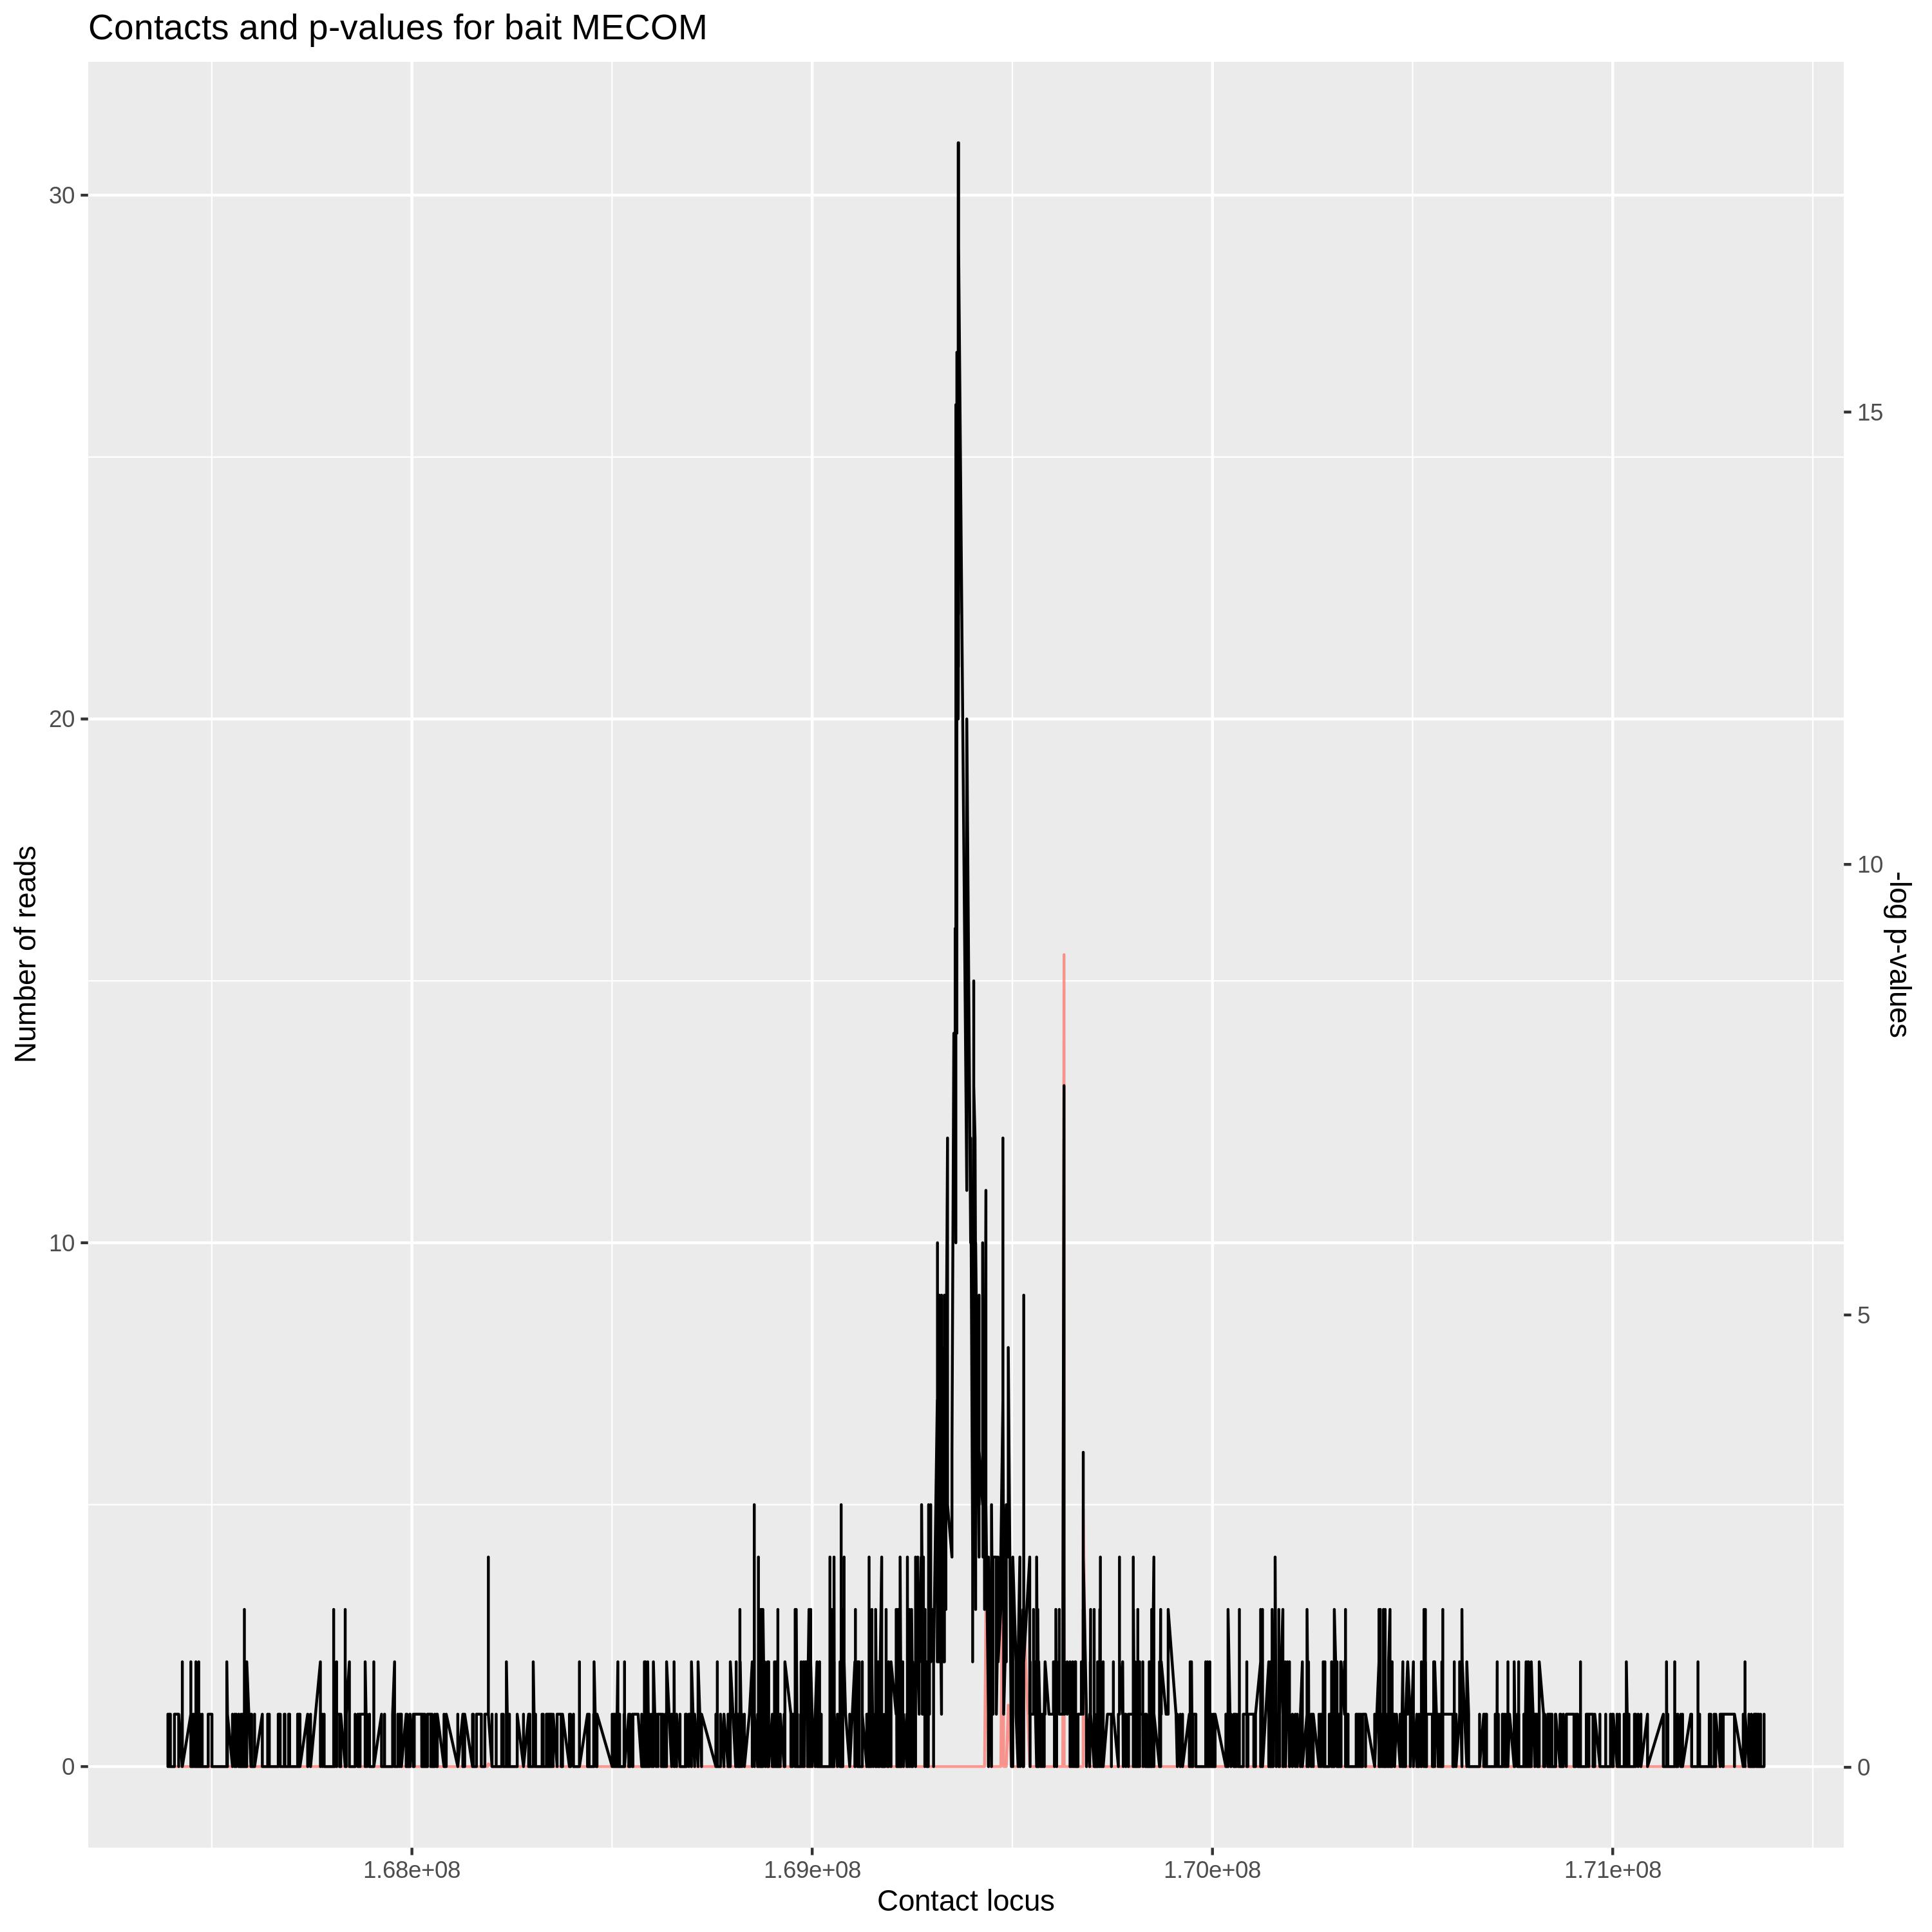 Contacts and p-values for bait MECOM
30
20
10
0
Number of reads
15
10
5
0
-log p-values
1.68e+08 1.69e+08 1.70e+08 1.71e+08
Contact locus